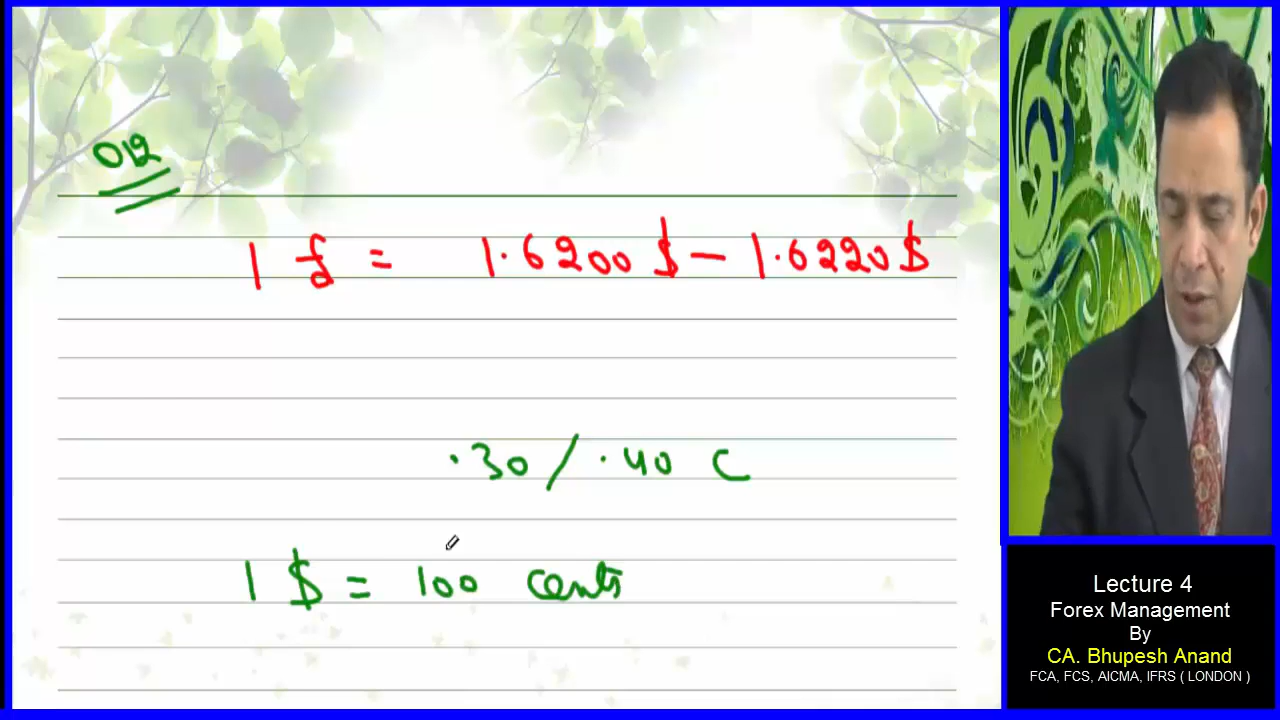 Q12
1 £ = 1.6200 $ – 1.6220 $
.30 / .40 C
1 $ = 100 cents
Lecture 4
Forex Management
By
CA. Bhupesh Anand
FCA, FCS, AICMA, IFRS ( LONDON )